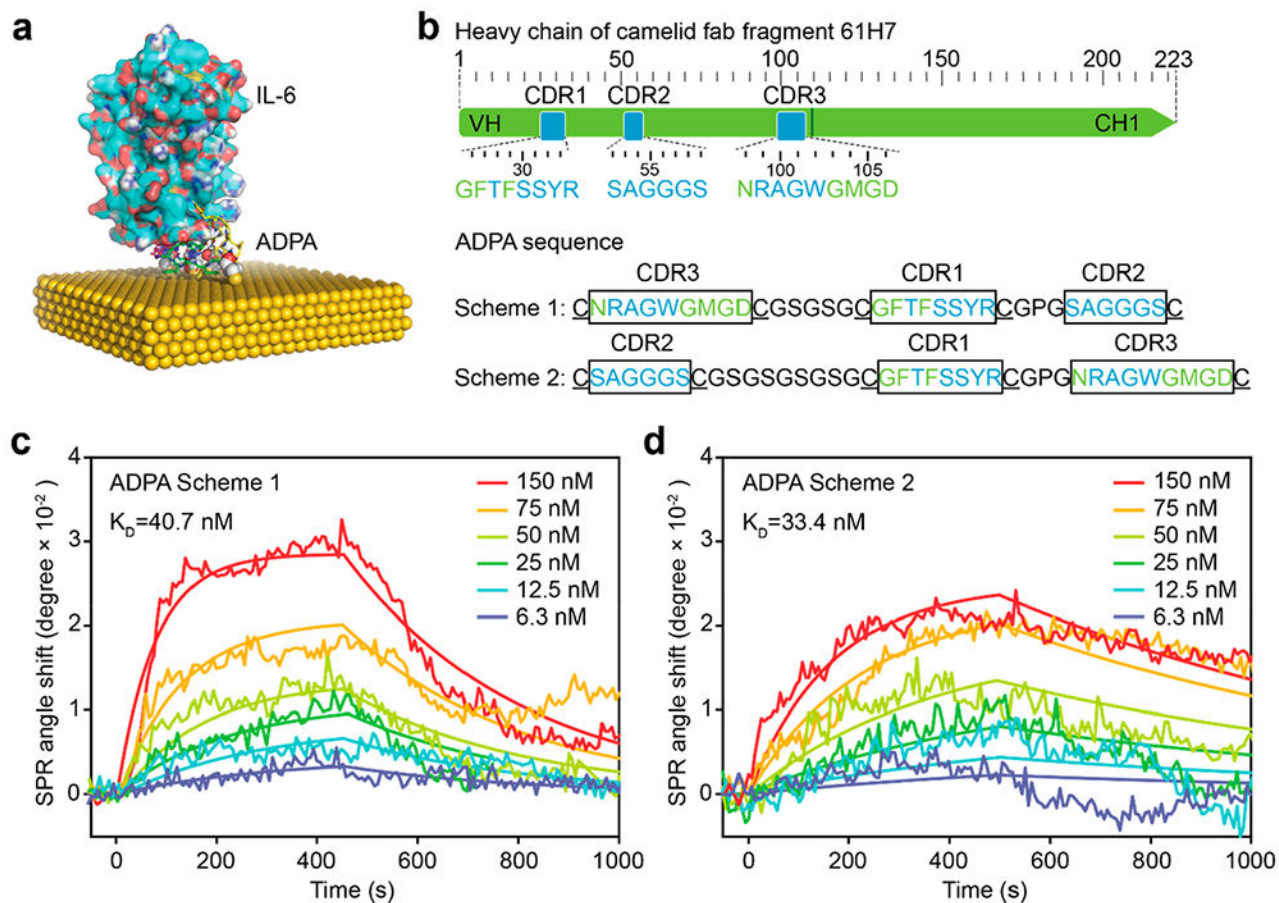 a
IL-6
ADPA
b
Heavy chain of camelid fab fragment 61H7
1 50 100 150 200 223
CDR1 CDR2 CDR3
VH CH1
30 55 100 105
GFTFSSYR SAGGGS NRAGWGMGD
ADPA sequence
CDR3 CDR1 CDR2
Scheme 1: CNRAGWGMGDCGSGSGCGFTFSSYRCGPGSAGGGSC
CDR2 CDR1 CDR3
Scheme 2: CSAGGGSCGSGSGSGSGCGFTFSSYRCGPGNRAGWGMGDC
c
ADPA Scheme 1
K_D=40.7 nM
150 nM
75 nM
50 nM
25 nM
12.5 nM
6.3 nM
SPR angle shift (degree × 10⁻²)
4
3
2
1
0
0 200 400 600 800 1000
Time (s)
d
ADPA Scheme 2
K_D=33.4 nM
150 nM
75 nM
50 nM
25 nM
12.5 nM
6.3 nM
SPR angle shift (degree × 10⁻²)
4
3
2
1
0
0 200 400 600 800 1000
Time (s)